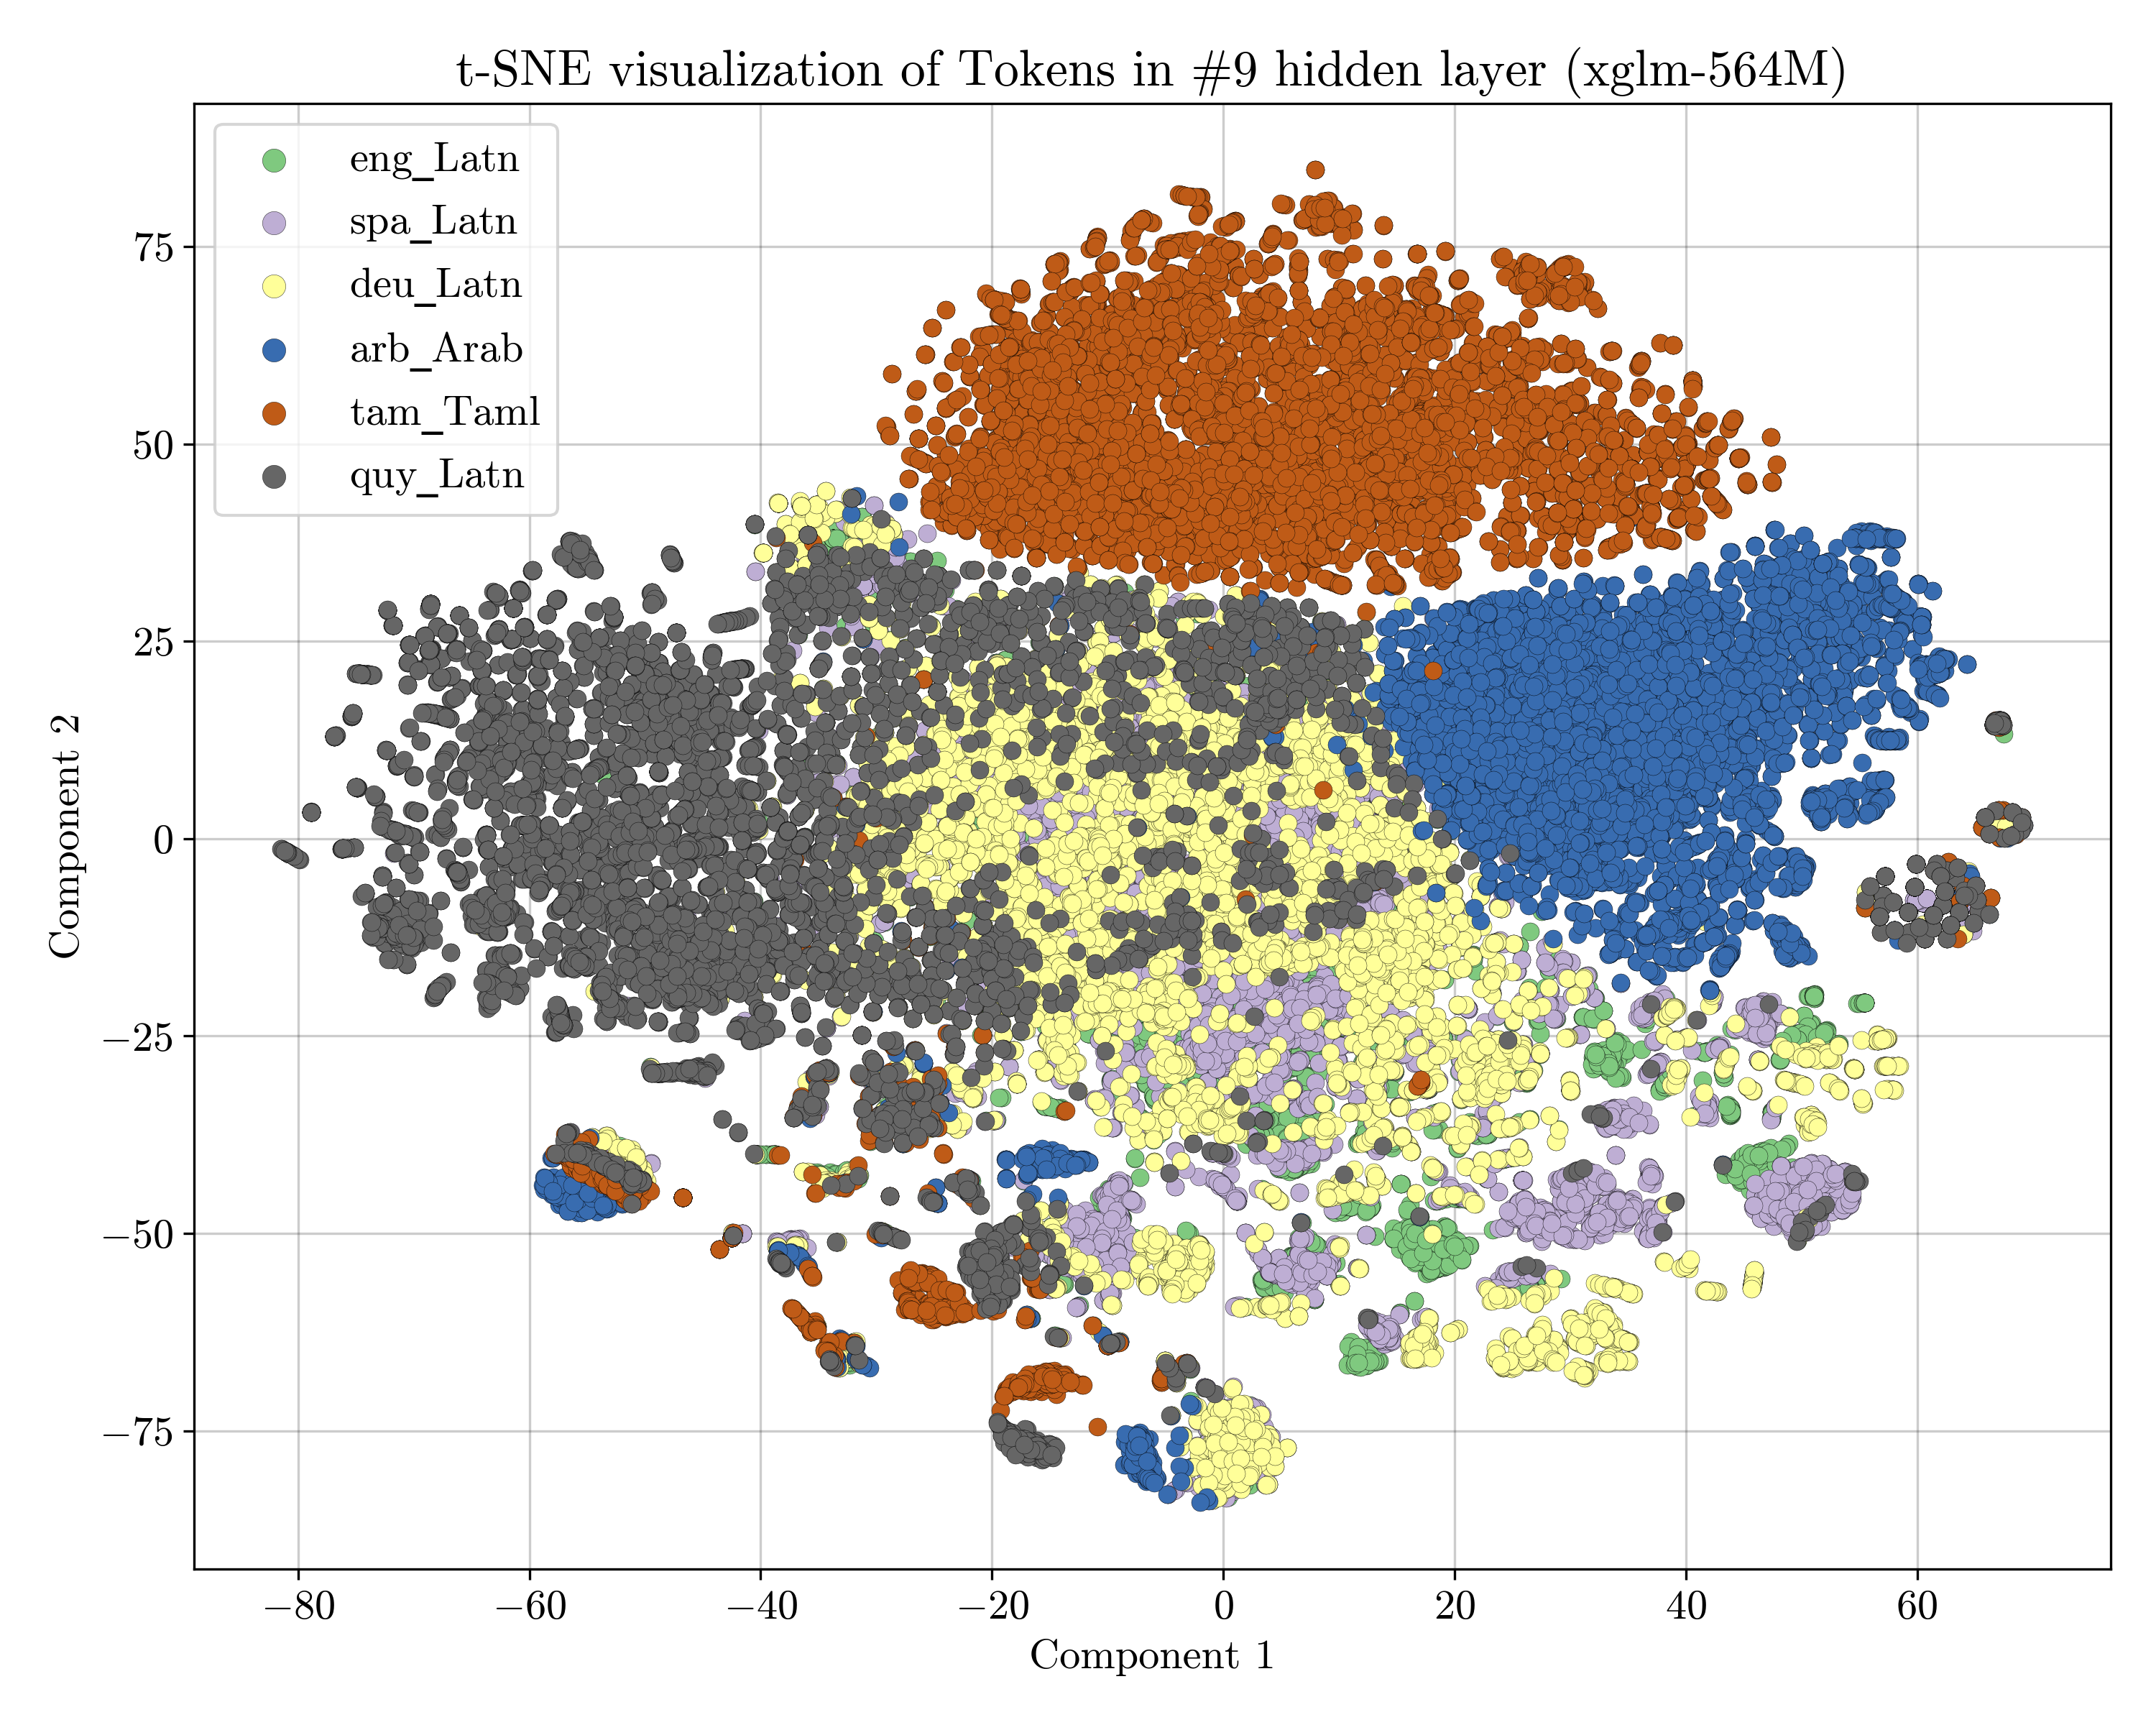 t-SNE visualization of Tokens in #9 hidden layer (xglm-564M)
eng_Latn
spa_Latn
deu_Latn
arb_Arab
tam_Taml
quy_Latn
75
50
25
0
−25
−50
−75
Component 2
−80 −60 −40 −20 0 20 40 60
Component 1